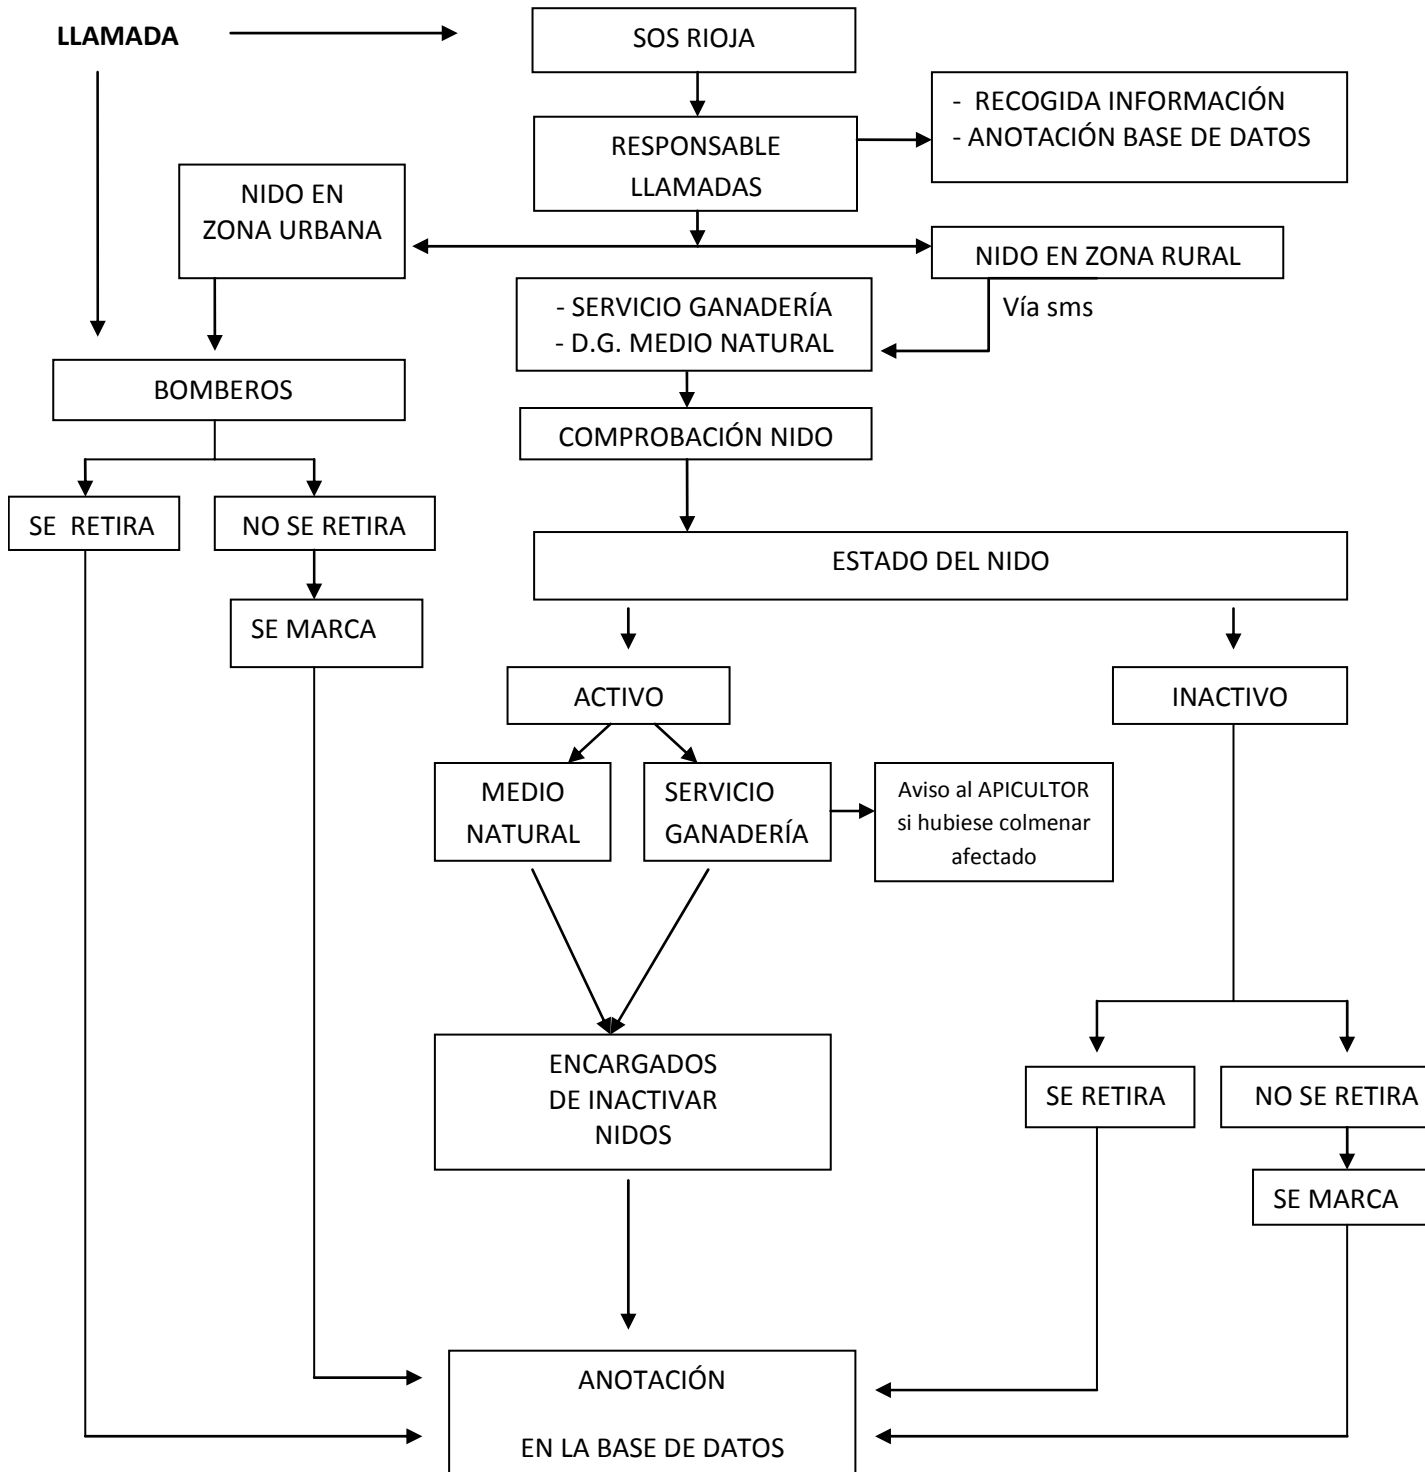 LLAMADA
SOS RIOJA
- RECOGIDA INFORMACIÓN
- ANOTACIÓN BASE DE DATOS
RESPONSABLE
LLAMADAS
NIDO EN
ZONA URBANA
NIDO EN ZONA RURAL
Vía sms
- SERVICIO GANADERÍA
- D.G. MEDIO NATURAL
BOMBEROS
COMPROBACIÓN NIDO
SE RETIRA
NO SE RETIRA
ESTADO DEL NIDO
SE MARCA
ACTIVO
INACTIVO
MEDIO
NATURAL
SERVICIO
GANADERÍA
Aviso al APICULTOR
si hubiese colmenar
afectado
ENCARGADOS
DE INACTIVAR
NIDOS
SE RETIRA
NO SE RETIRA
SE MARCA
ANOTACIÓN
EN LA BASE DE DATOS